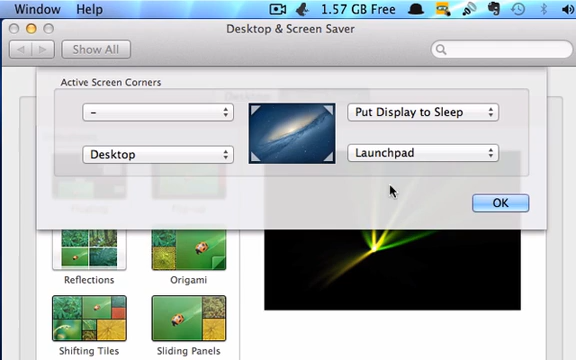 Window Help 1.57 GB Free
Desktop & Screen Saver
Show All
Active Screen Corners
– Put Display to Sleep
Desktop Launchpad
OK
Reflections Origami
Shifting Tiles Sliding Panels